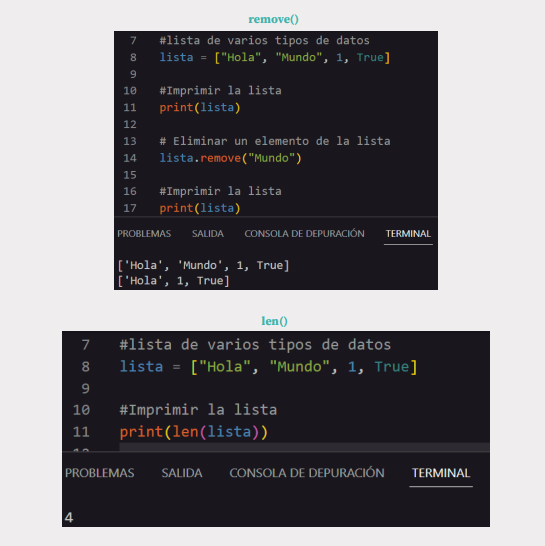 remove()
7 #lista de varios tipos de datos
8 lista = ["Hola", "Mundo", 1, True]
9
10 #Imprimir la lista
11 print(lista)
12
13 # Eliminar un elemento de la lista
14 lista.remove("Mundo")
15
16 #Imprimir la lista
17 print(lista)
PROBLEMAS SALIDA CONSOLA DE DEPURACIÓN TERMINAL
['Hola', 'Mundo', 1, True]
['Hola', 1, True]
len()
7 #lista de varios tipos de datos
8 lista = ["Hola", "Mundo", 1, True]
9
10 #Imprimir la lista
11 print(len(lista))
PROBLEMAS SALIDA CONSOLA DE DEPURACIÓN TERMINAL
4